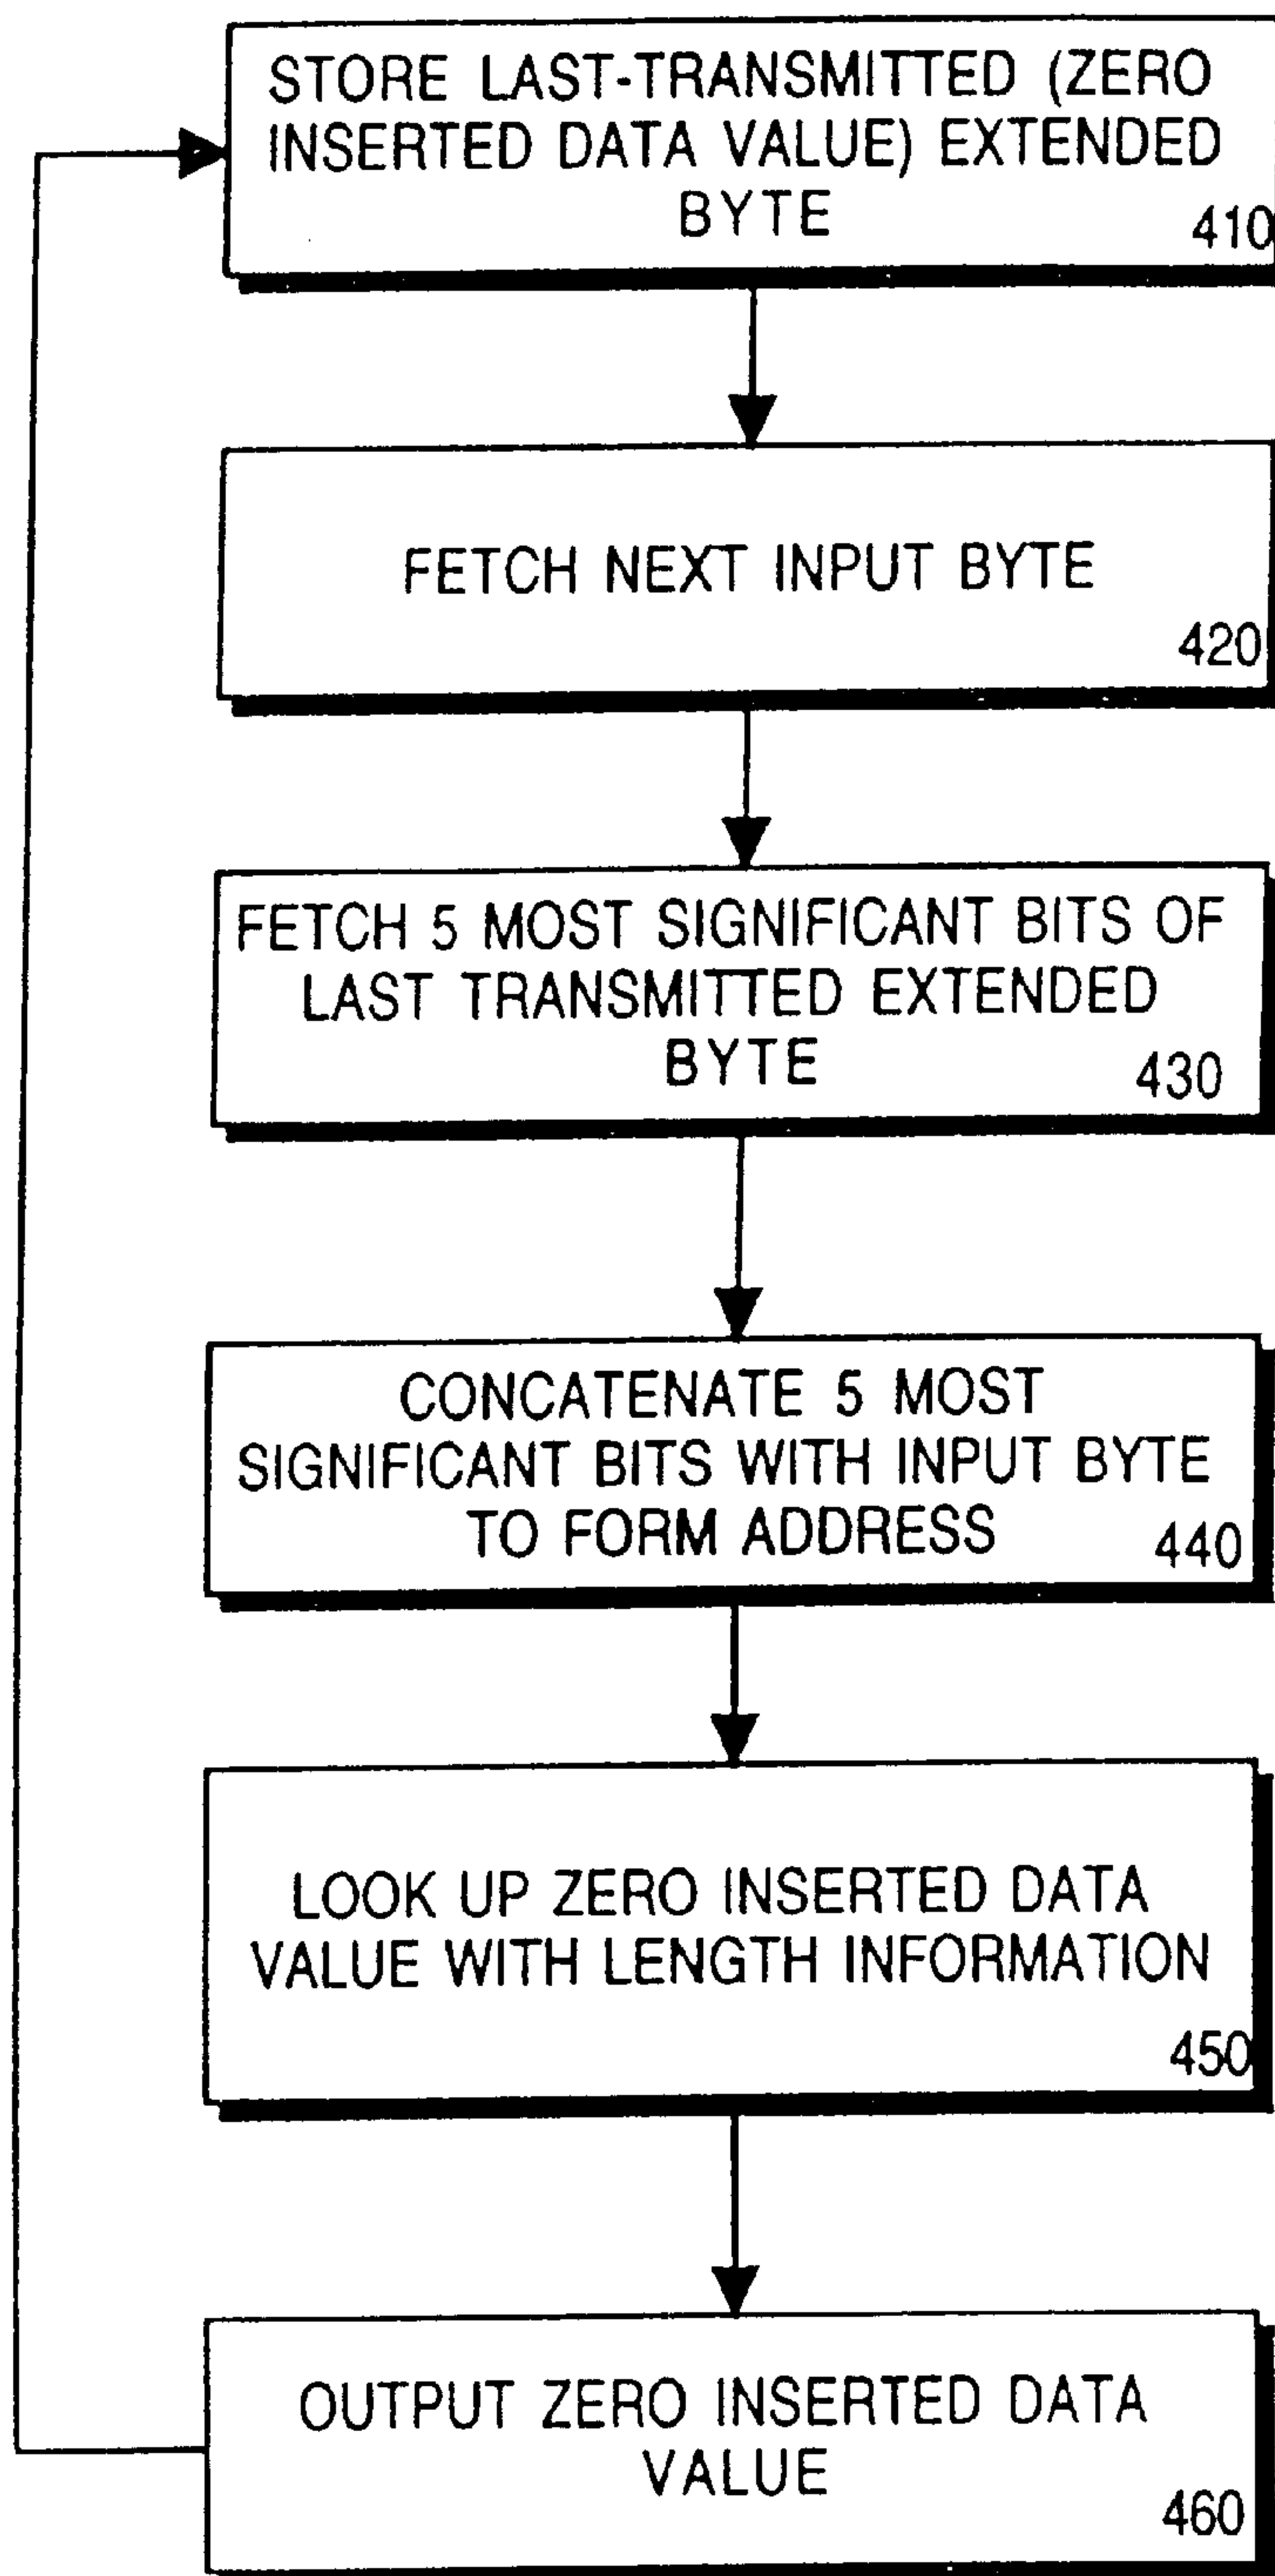 STORE LAST-TRANSMITTED (ZERO
INSERTED DATA VALUE) EXTENDED
BYTE
410
FETCH NEXT INPUT BYTE
420
FETCH 5 MOST SIGNIFICANT BITS OF
LAST TRANSMITTED EXTENDED
BYTE
430
CONCATENATE 5 MOST
SIGNIFICANT BITS WITH INPUT BYTE
TO FORM ADDRESS
440
LOOK UP ZERO INSERTED DATA
VALUE WITH LENGTH INFORMATION
450
OUTPUT ZERO INSERTED DATA
VALUE
460